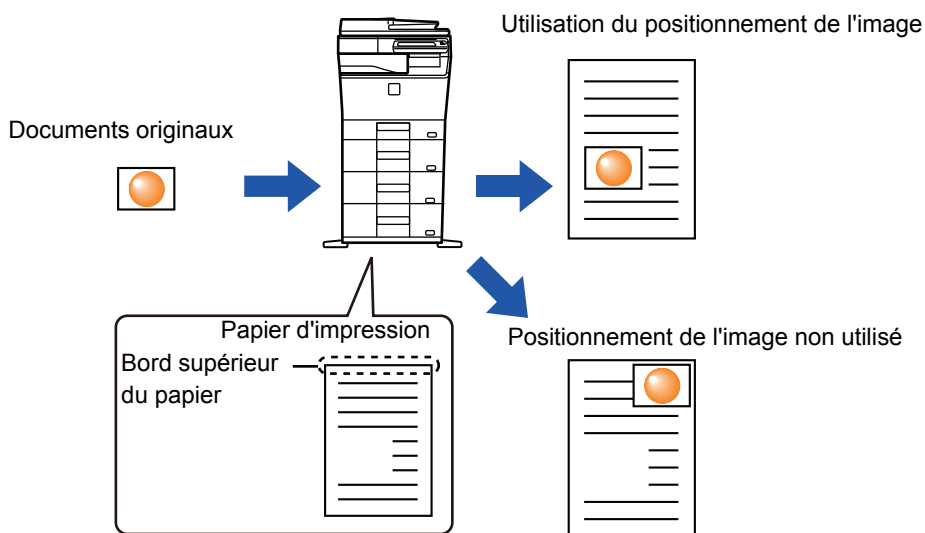 Utilisation du positionnement de l'image
Documents originaux
Papier d'impression
Bord supérieur
du papier
Positionnement de l'image non utilisé